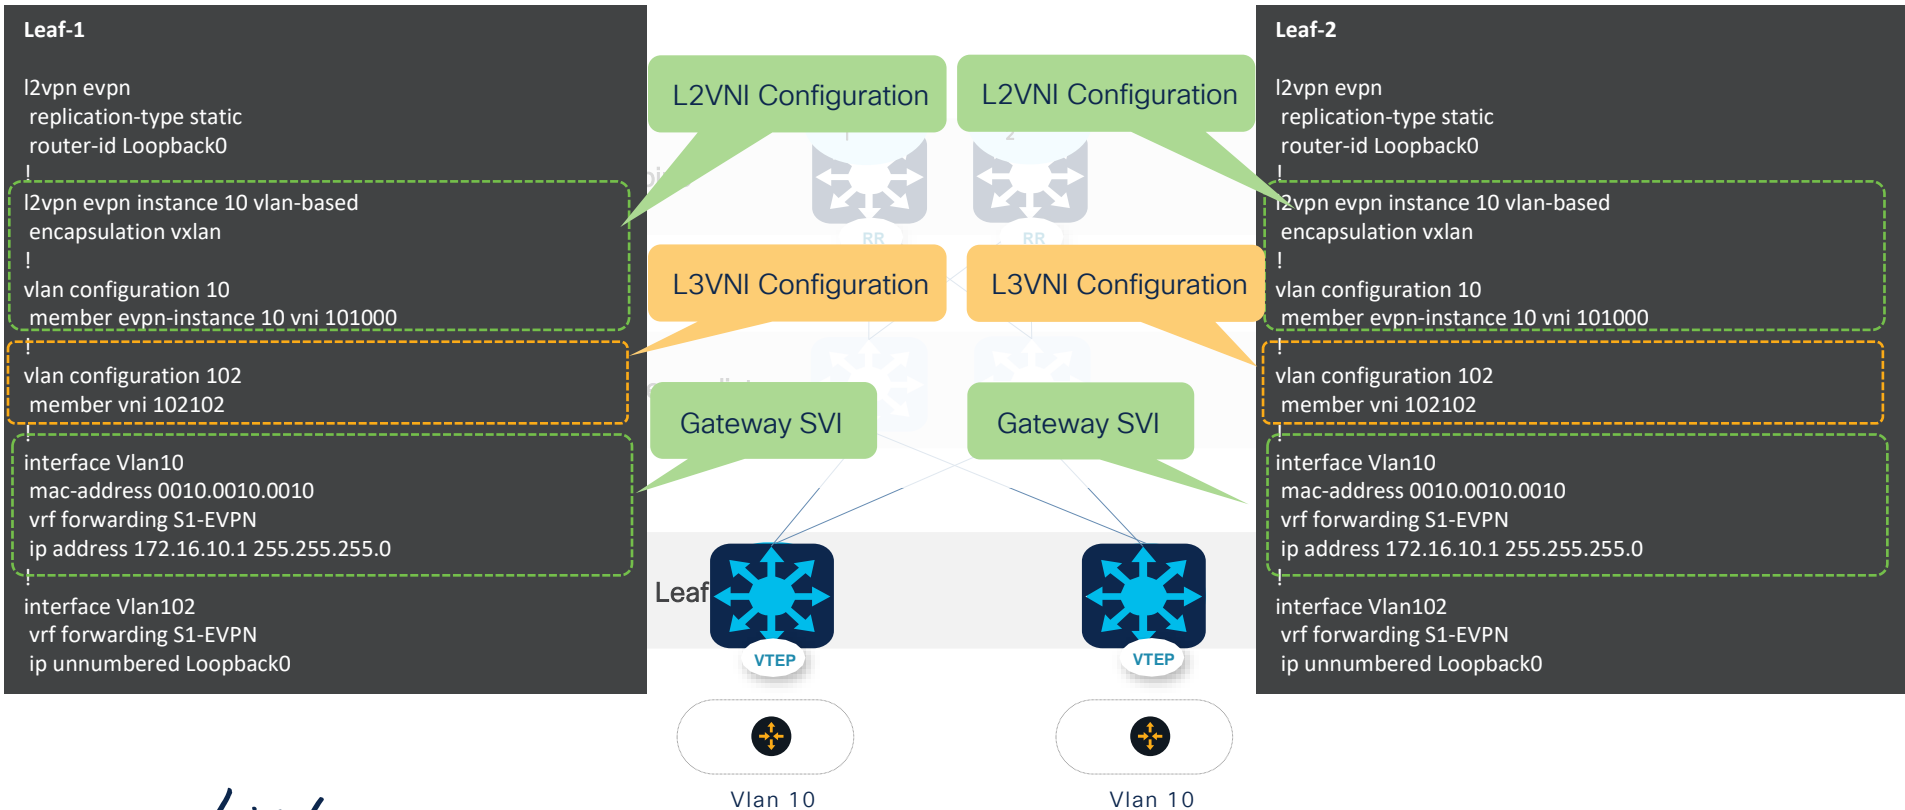 Leaf-1
l2vpn evpn
replication-type static
router-id Loopback0
!
l2vpn evpn instance 10 vlan-based
encapsulation vxlan
!
vlan configuration 10
member evpn-instance 10 vni 101000
!
vlan configuration 102
member vni 102102
!
interface Vlan10
mac-address 0010.0010.0010
vrf forwarding S1-EVPN
ip address 172.16.10.1 255.255.255.0
!
interface Vlan102
vrf forwarding S1-EVPN
ip unnumbered Loopback0
L2VNI Configuration
L2VNI Configuration
1
2
RR
RR
L3VNI Configuration
L3VNI Configuration
Gateway SVI
Gateway SVI
Leaf
VTEP
VTEP
Vlan 10
Vlan 10
Leaf-2
l2vpn evpn
replication-type static
router-id Loopback0
!
l2vpn evpn instance 10 vlan-based
encapsulation vxlan
!
vlan configuration 10
member evpn-instance 10 vni 101000
!
vlan configuration 102
member vni 102102
!
interface Vlan10
mac-address 0010.0010.0010
vrf forwarding S1-EVPN
ip address 172.16.10.1 255.255.255.0
!
interface Vlan102
vrf forwarding S1-EVPN
ip unnumbered Loopback0